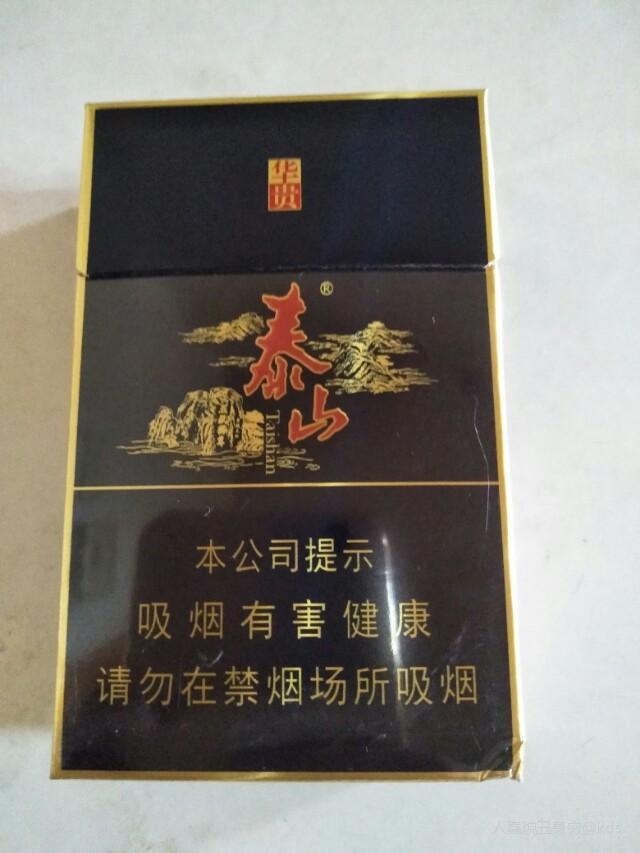 华贵
泰山®
Taishan
本公司提示
吸烟有害健康
请勿在禁烟场所吸烟